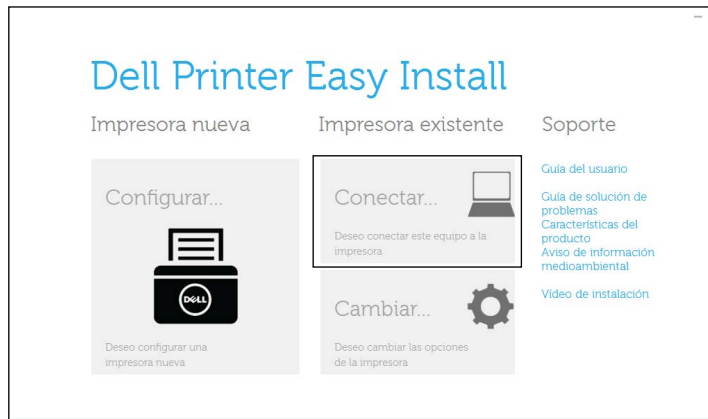 Dell Printer Easy Install
Impresora nueva
Configurar...
DELL
Deseo configurar una
impresora nueva
Impresora existente
Conectar...
Deseo conectar este equipo a la
impresora
Cambiar...
Deseo cambiar las opciones
de la impresora
Soporte
Guía del usuario
Guía de solución de
problemas
Características del
producto
Aviso de información
medioambiental
Vídeo de instalación